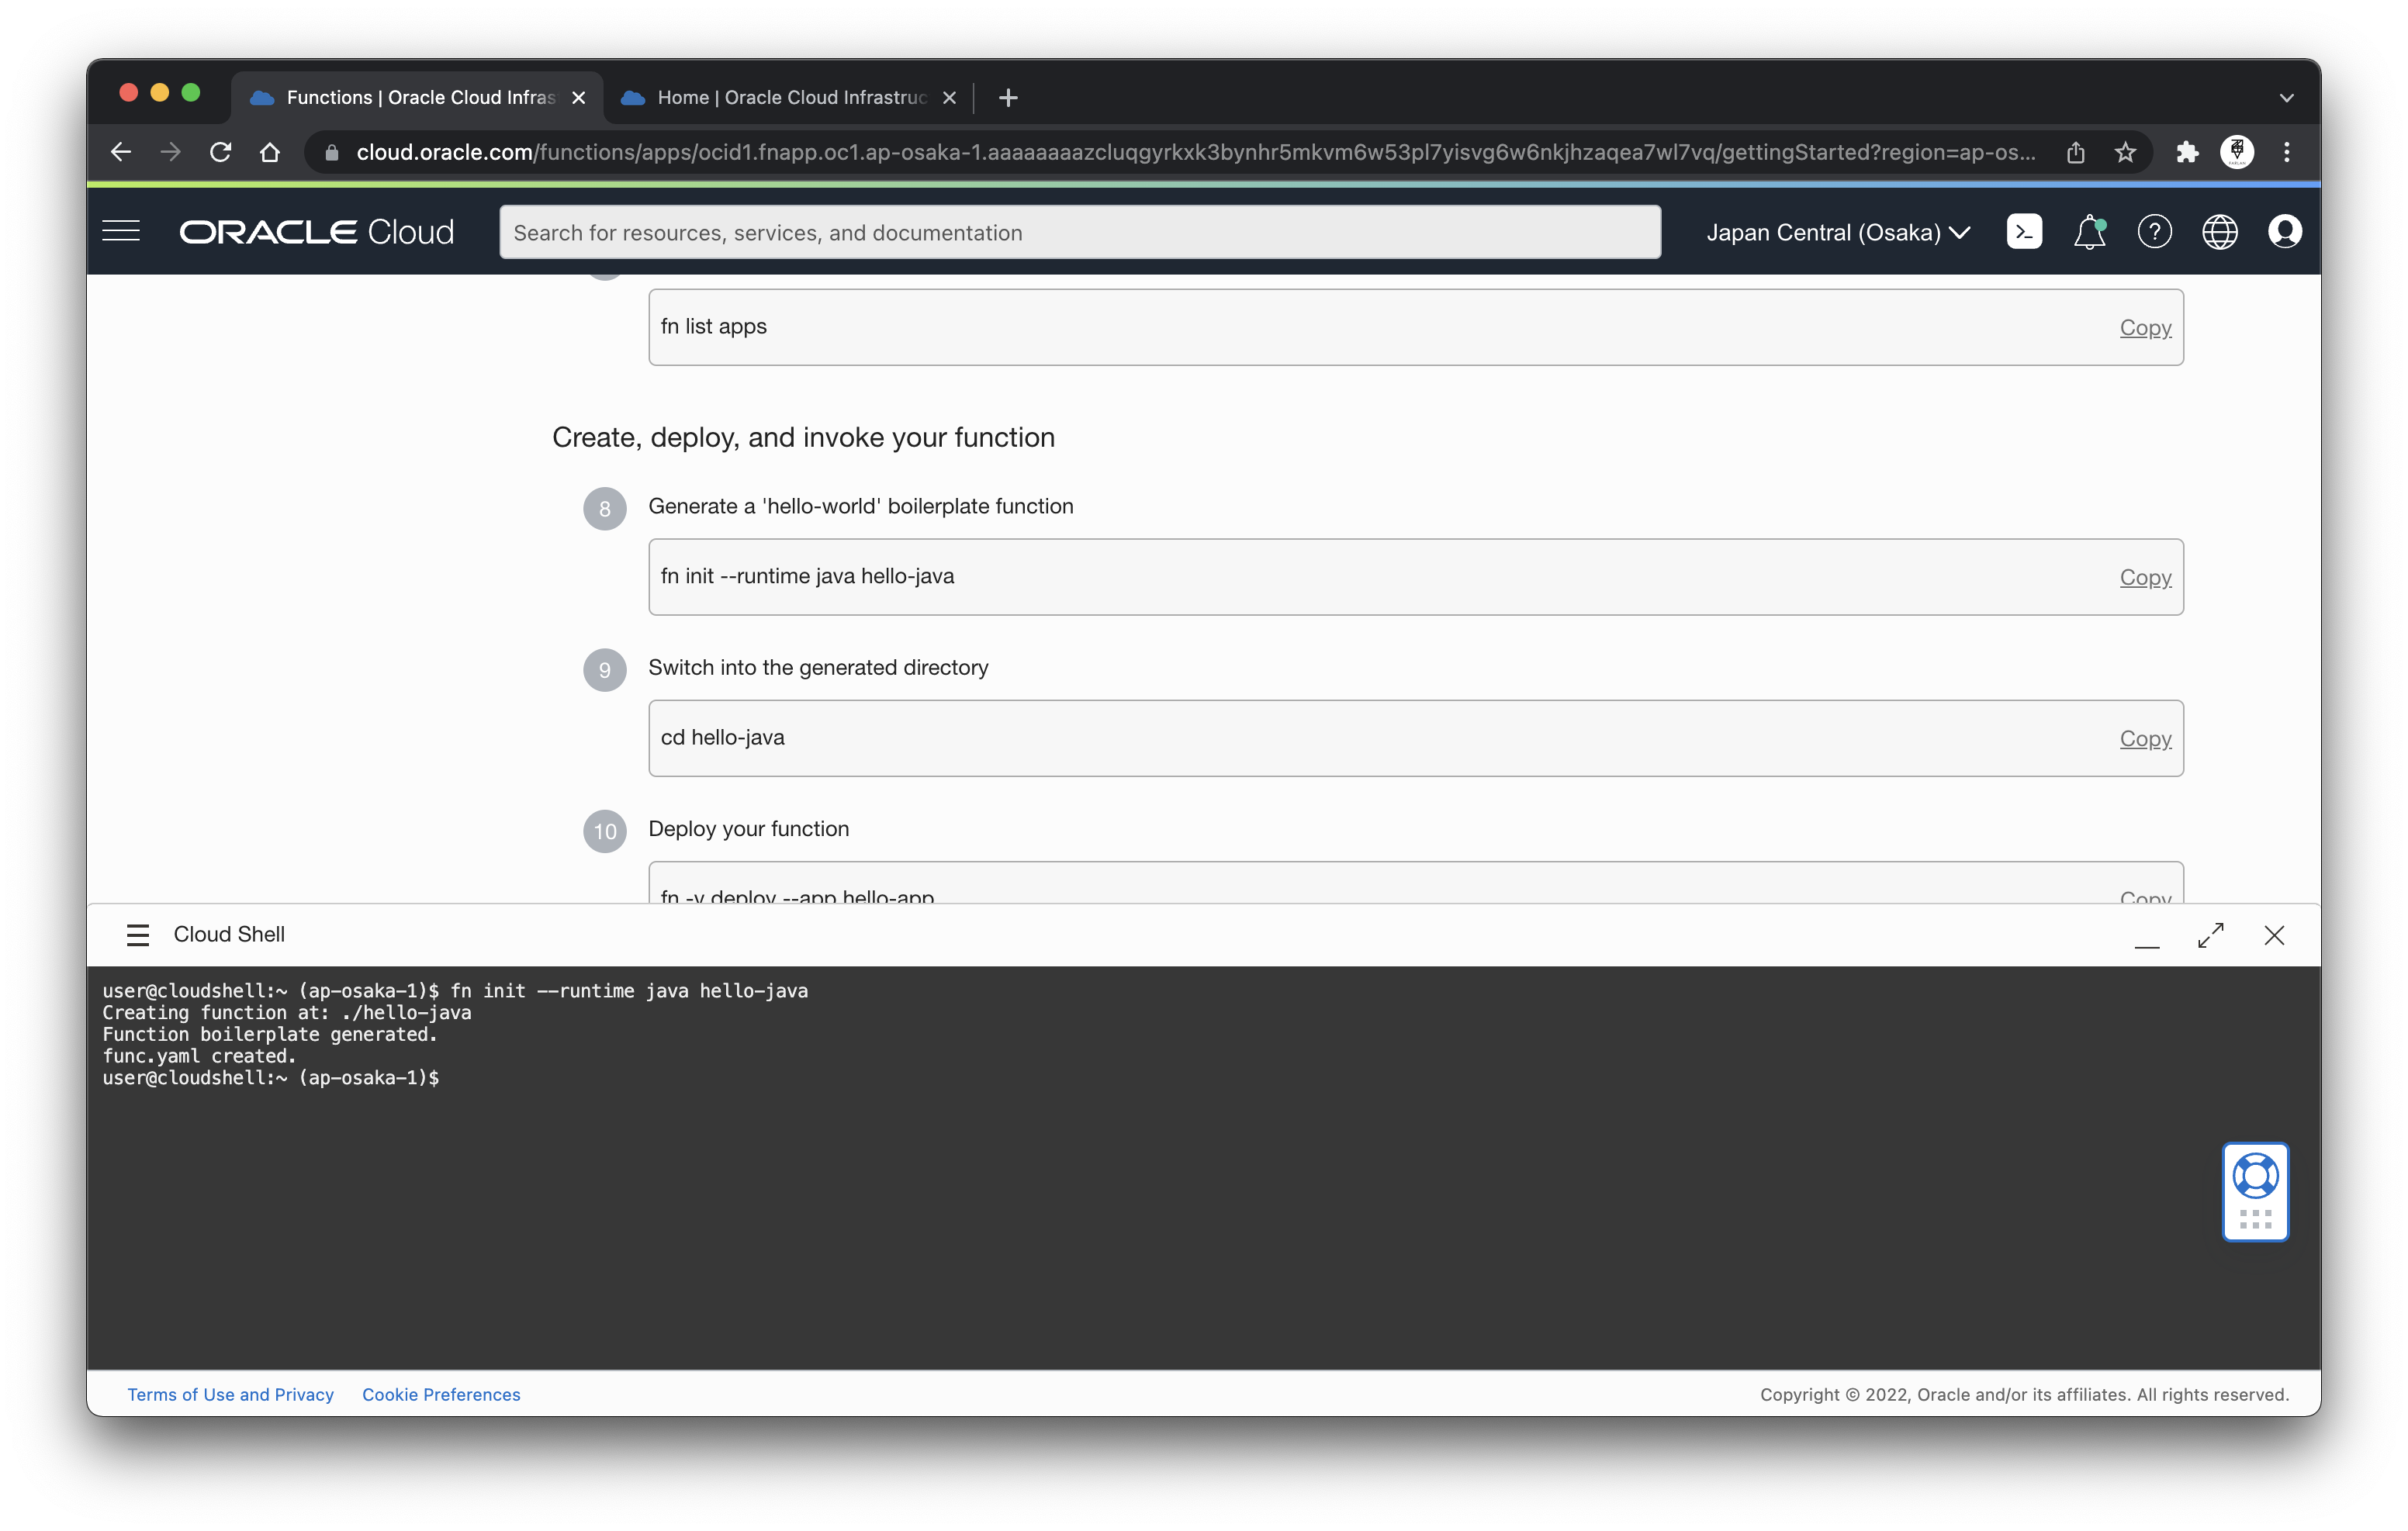 Functions | Oracle Cloud Infras
Home | Oracle Cloud Infrastruc
cloud.oracle.com/functions/apps/ocid1.fnapp.oc1.ap-osaka-1.aaaaaaaazcluqgyrkxk3bynhr5mkvm6w53pl7yisvg6w6nkjhzaqea7wl7vq/gettingStarted?region=ap-os...
ORACLE Cloud
Search for resources, services, and documentation
Japan Central (Osaka)
fn list apps
Copy
Create, deploy, and invoke your function
8
Generate a 'hello-world' boilerplate function
fn init --runtime java hello-java
Copy
9
Switch into the generated directory
cd hello-java
Copy
10
Deploy your function
fn -v deploy --app hello-app
Copy
Cloud Shell
user@cloudshell:~ (ap-osaka-1)$ fn init --runtime java hello-java
Creating function at: ./hello-java
Function boilerplate generated.
func.yaml created.
user@cloudshell:~ (ap-osaka-1)$
Terms of Use and Privacy
Cookie Preferences
Copyright © 2022, Oracle and/or its affiliates. All rights reserved.